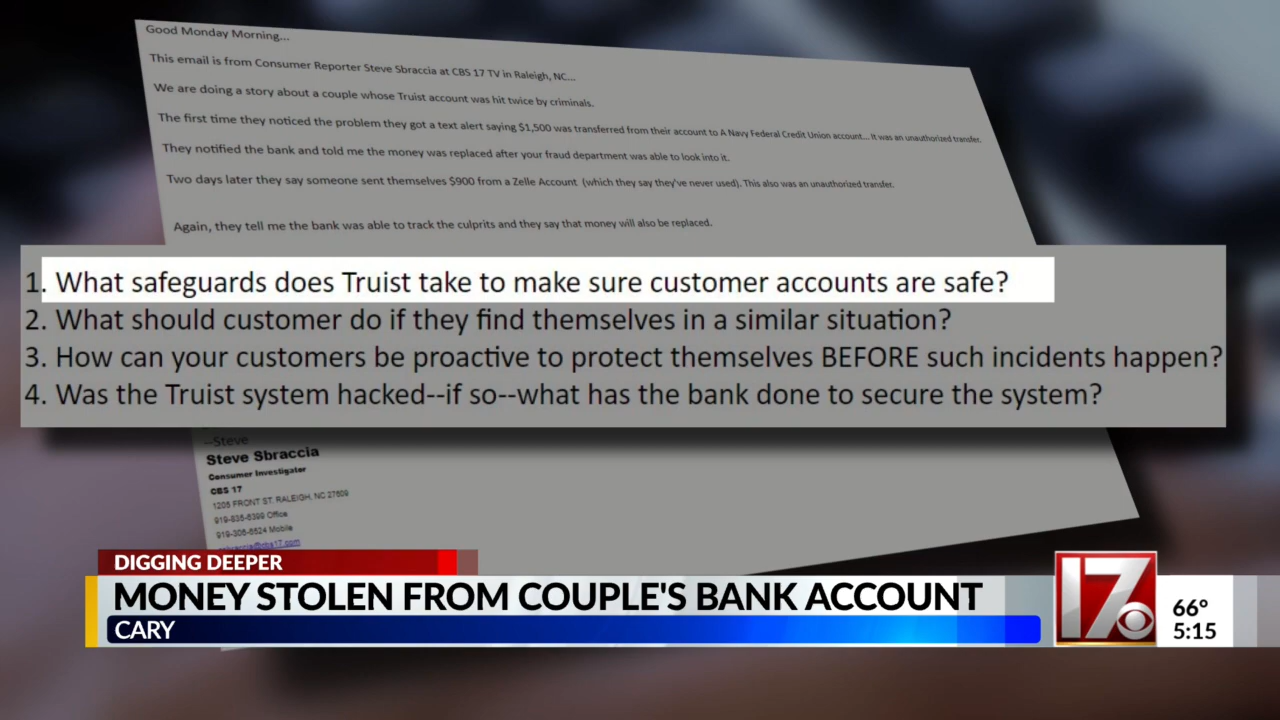 Good Monday Morning...
This email is from Consumer Reporter Steve Sbraccia at CBS 17 TV in Raleigh, NC...
We are doing a story about a couple whose Truist account was hit twice by criminals.
The first time they noticed the problem they got a text alert saying $1,500 was transferred from their account to A Navy Federal Credit Union account... It was an unauthorized transfer.
They notified the bank and told me the money was replaced after your fraud department was able to look into it.
Two days later they say someone sent themselves $900 from a Zelle Account (which they say they've never used). This also was an unauthorized transfer.
Again, they tell me the bank was able to track the culprits and they say that money will also be replaced.
1. What safeguards does Truist take to make sure customer accounts are safe?
2. What should customer do if they find themselves in a similar situation?
3. How can your customers be proactive to protect themselves BEFORE such incidents happen?
4. Was the Truist system hacked--if so--what has the bank done to secure the system?
--Steve
Steve Sbraccia
Consumer Investigator
CBS 17
1205 FRONT ST. RALEIGH, NC 27609
Office
Mobile
DIGGING DEEPER
MONEY STOLEN FROM COUPLE'S BANK ACCOUNT
CARY
17
66°
5:15